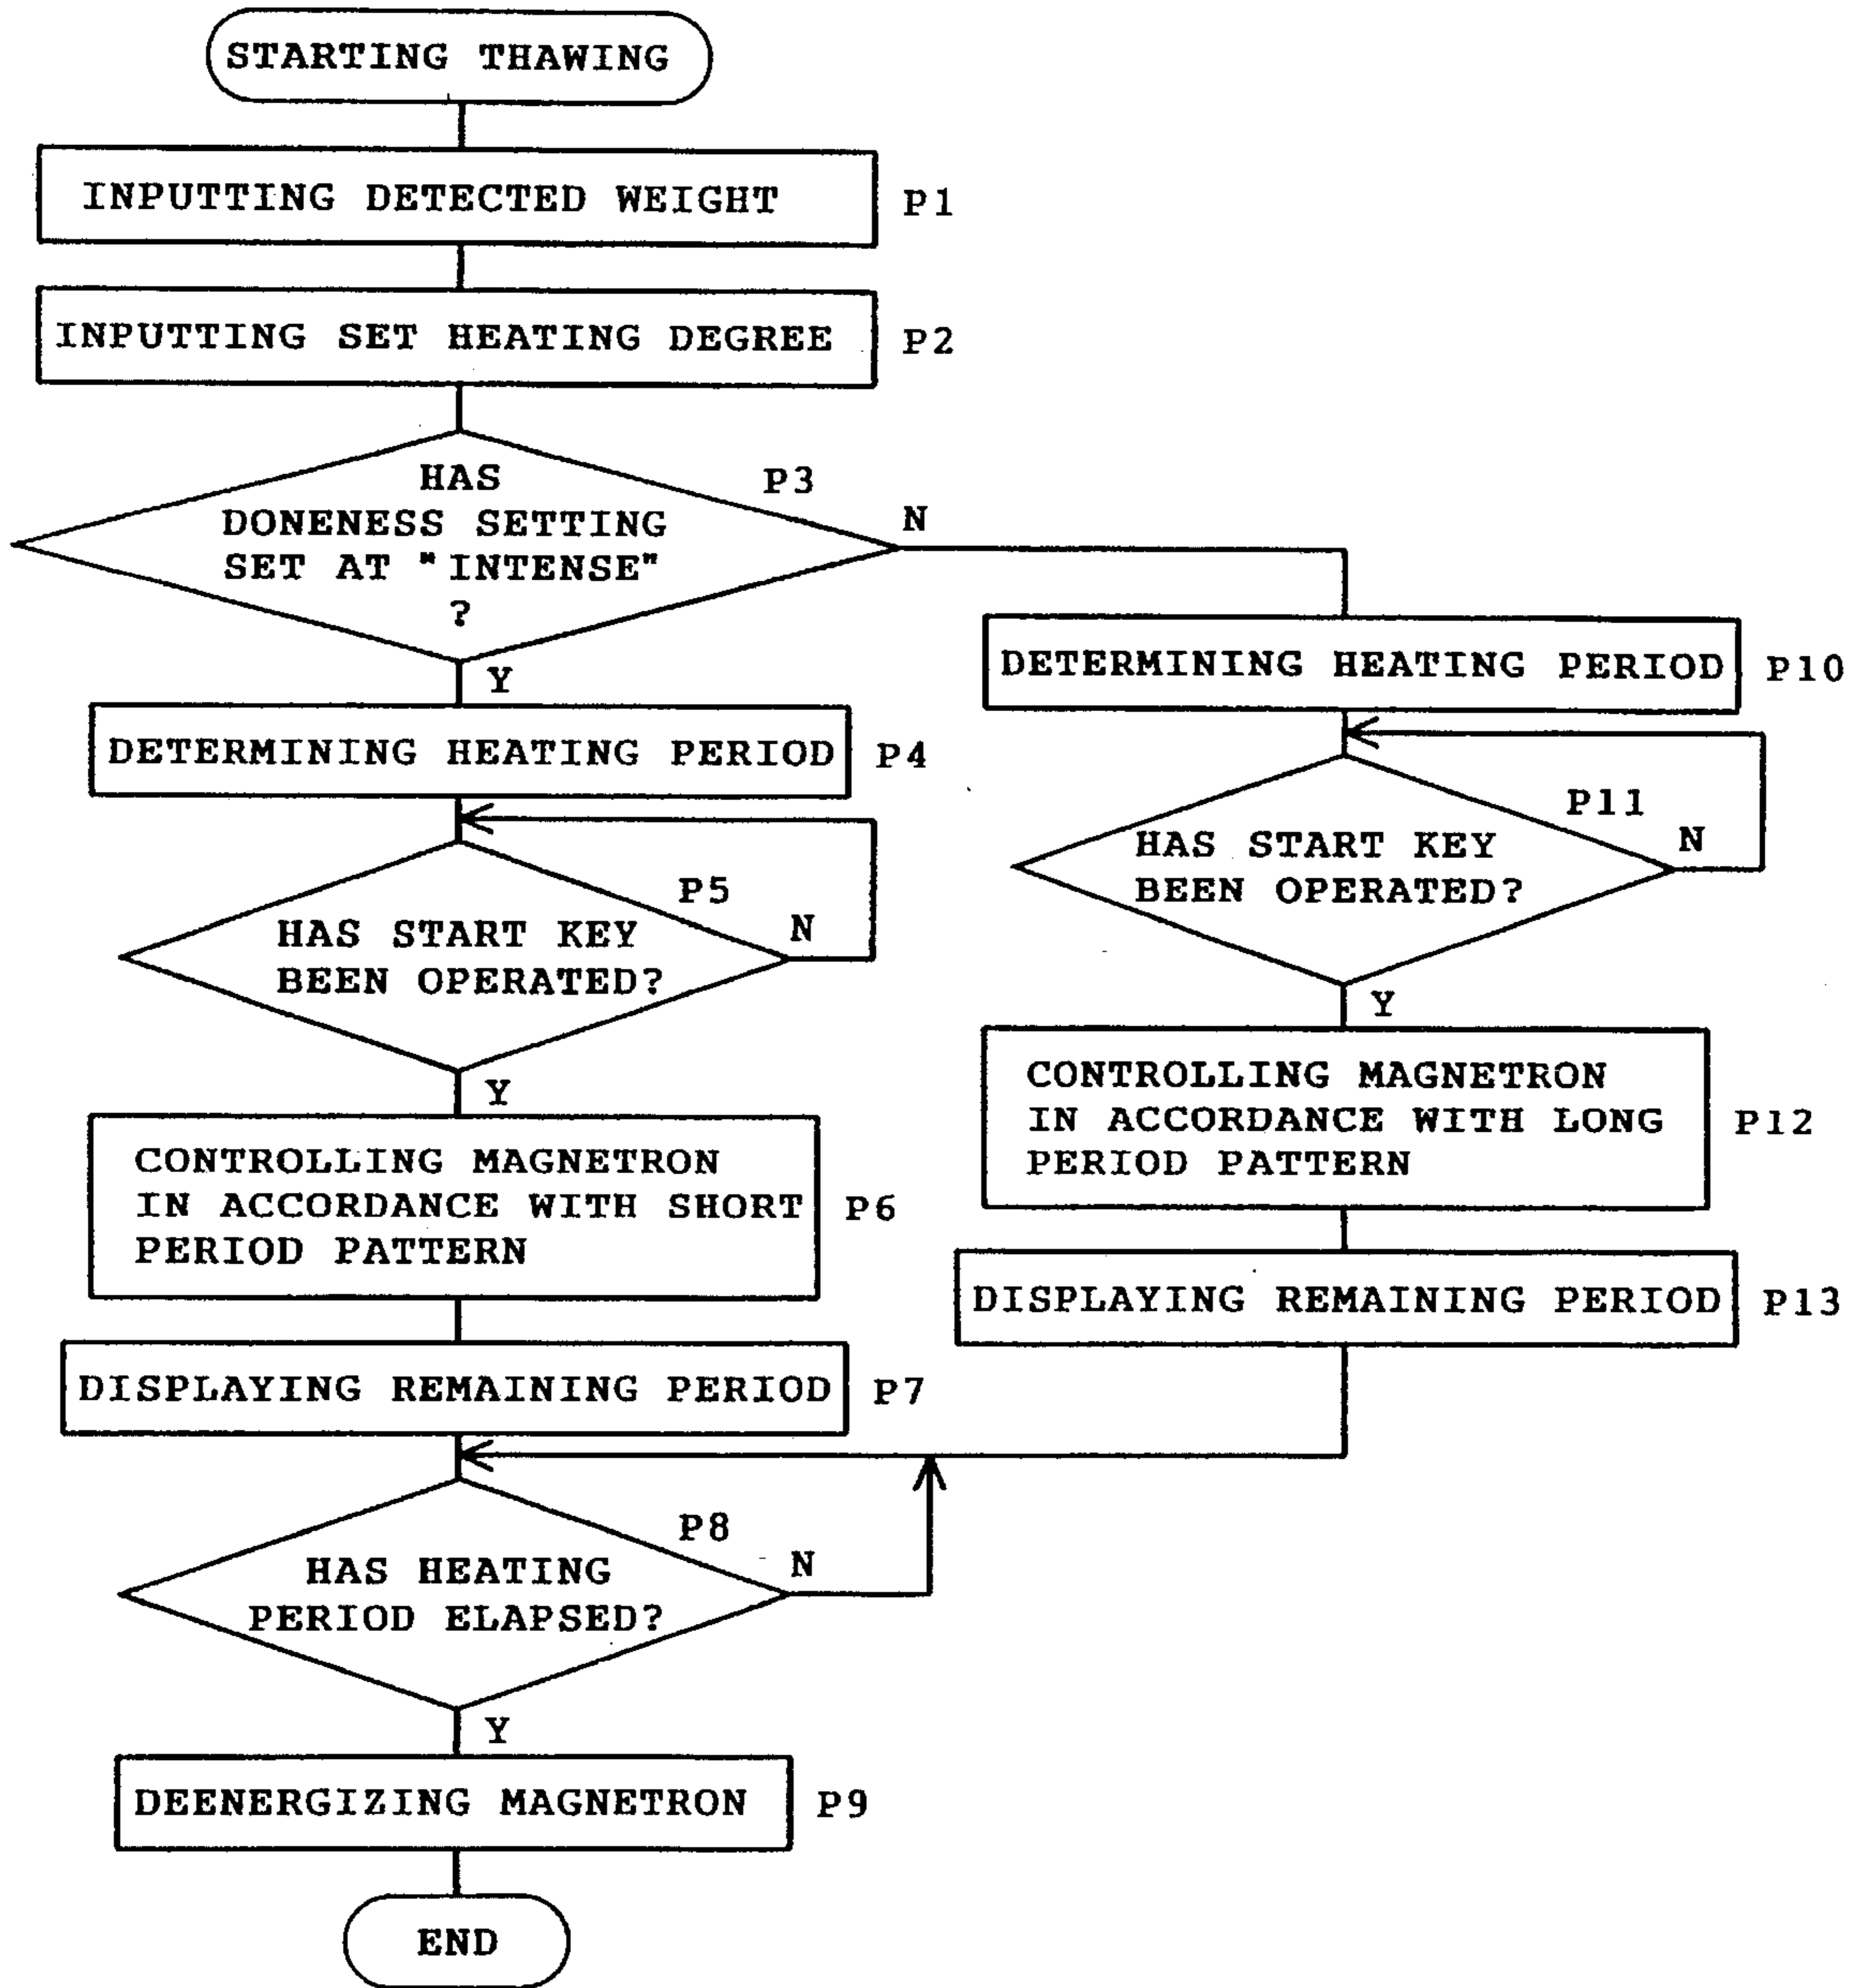 STARTING THAWING
INPUTTING DETECTED WEIGHT
P1
INPUTTING SET HEATING DEGREE
P2
HAS
DONENESS SETTING
SET AT "INTENSE"
?
P3
N
Y
DETERMINING HEATING PERIOD
P4
HAS START KEY
BEEN OPERATED?
P5
N
Y
CONTROLLING MAGNETRON
IN ACCORDANCE WITH SHORT
PERIOD PATTERN
P6
DISPLAYING REMAINING PERIOD
P7
HAS HEATING
PERIOD ELAPSED?
P8
N
Y
DEENERGIZING MAGNETRON
P9
END
DETERMINING HEATING PERIOD
P10
HAS START KEY
BEEN OPERATED?
P11
N
Y
CONTROLLING MAGNETRON
IN ACCORDANCE WITH LONG
PERIOD PATTERN
P12
DISPLAYING REMAINING PERIOD
P13